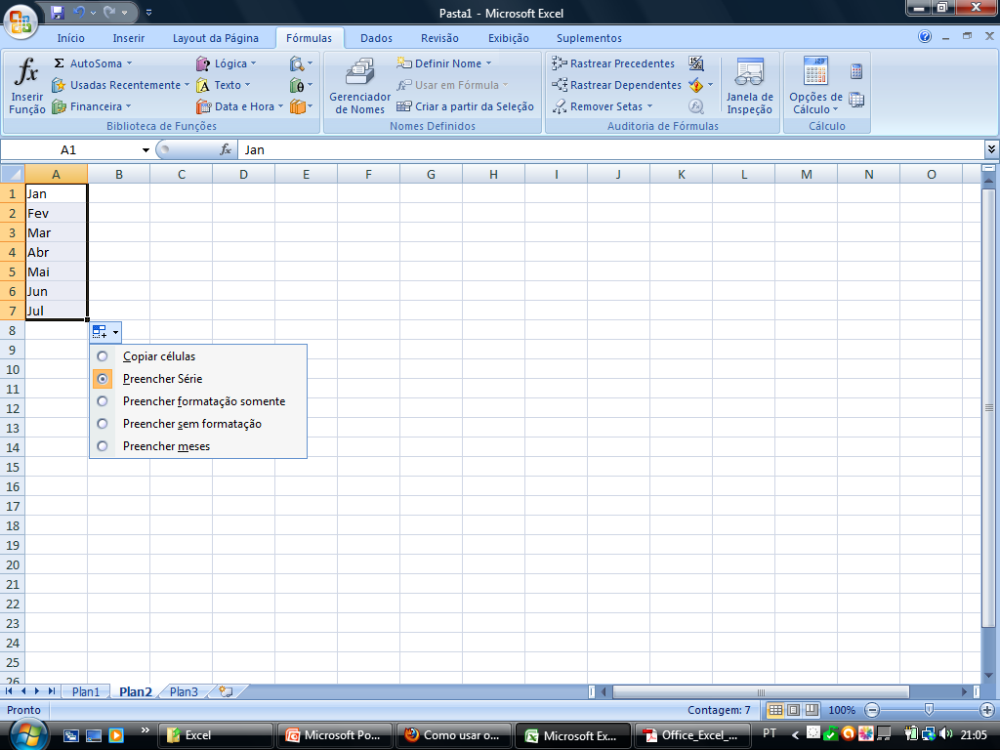 Pasta1 - Microsoft Excel
Início Inserir Layout da Página Fórmulas Dados Revisão Exibição Suplementos
fx Inserir Função
Σ AutoSoma
Usadas Recentemente
Financeira
Lógica
Texto
Data e Hora
Biblioteca de Funções
Gerenciador de Nomes
Definir Nome
Usar em Fórmula
Criar a partir da Seleção
Nomes Definidos
Rastrear Precedentes
Rastrear Dependentes
Remover Setas
Janela de Inspeção
Auditoria de Fórmulas
Opções de Cálculo
Cálculo
A1 fx Jan
A B C D E F G H I J K L M N O
1 Jan
2 Fev
3 Mar
4 Abr
5 Mai
6 Jun
7 Jul
8
9
10
11
12
13
14
15
16
17
18
19
20
21
22
23
24
25
26
Copiar células
Preencher Série
Preencher formatação somente
Preencher sem formatação
Preencher meses
Plan1 Plan2 Plan3
Pronto Contagem: 7 100%
Excel Microsoft Po... Como usar o... Microsoft Ex... Office_Excel_... PT 21:05